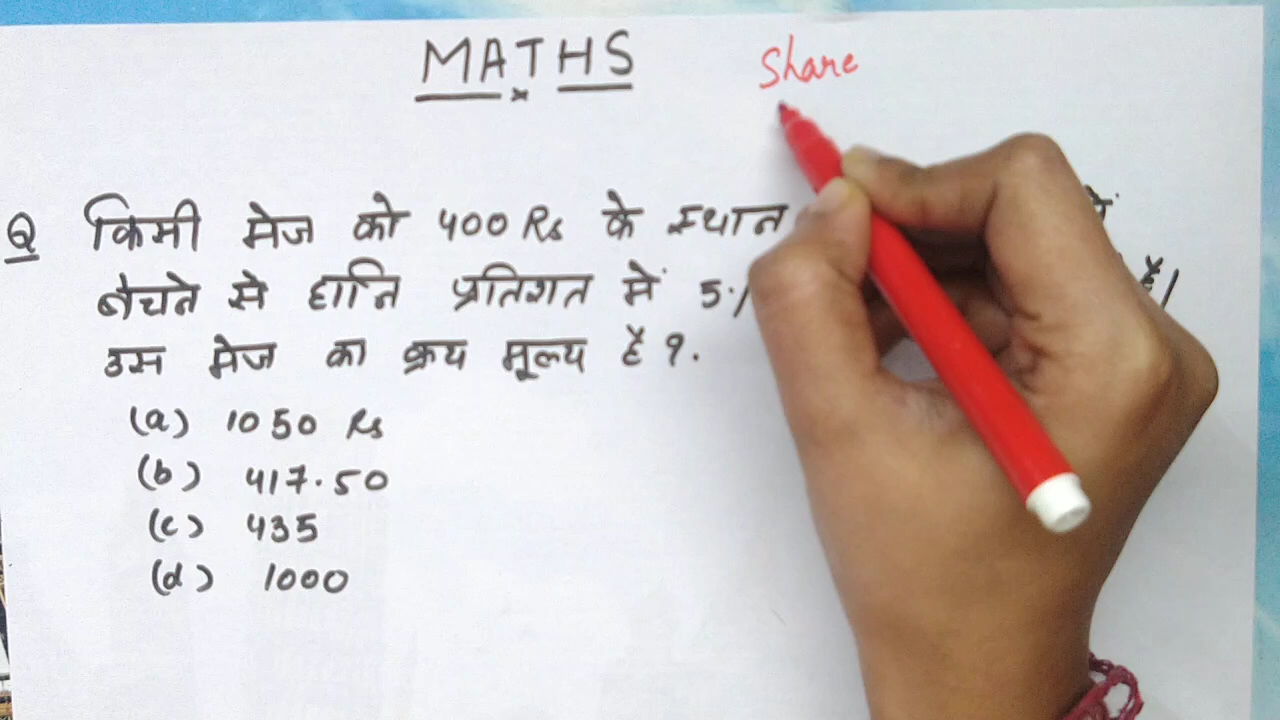 MATHS
Share
Q किसी मेज को 400 Rs के स्थान
बेचने से हानि प्रतिशत में 5% है।
उस मेज का क्रय मूल्य है ?.
(a) 1050 Rs
(b) 417.50
(c) 435
(d) 1000